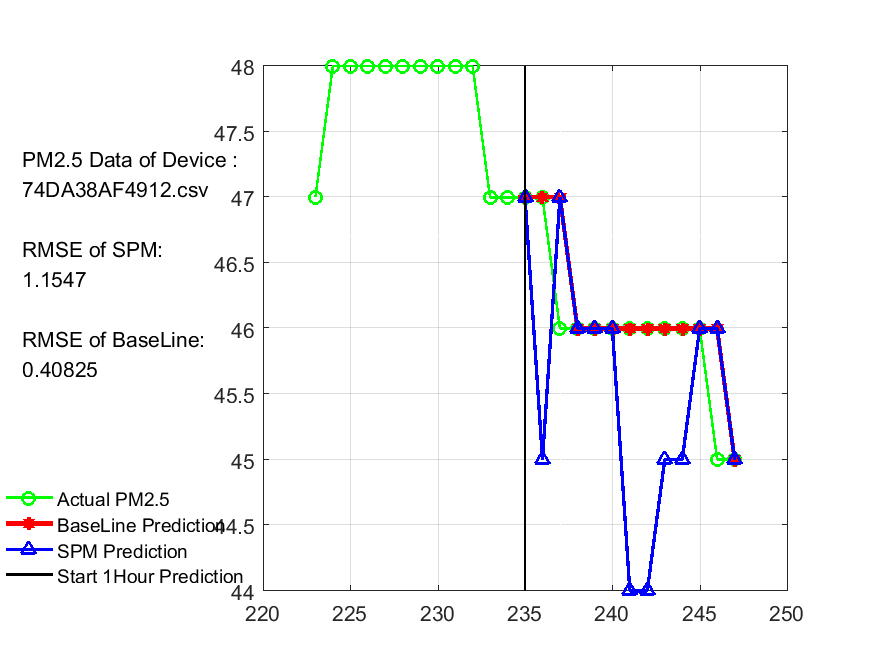 PM2.5 Data of Device :
74DA38AF4912.csv
RMSE of SPM:
1.1547
RMSE of BaseLine:
0.40825
Actual PM2.5
BaseLine Prediction
SPM Prediction
Start 1Hour Prediction
48
47.5
47
46.5
46
45.5
45
44.5
44
220
225
230
235
240
245
250